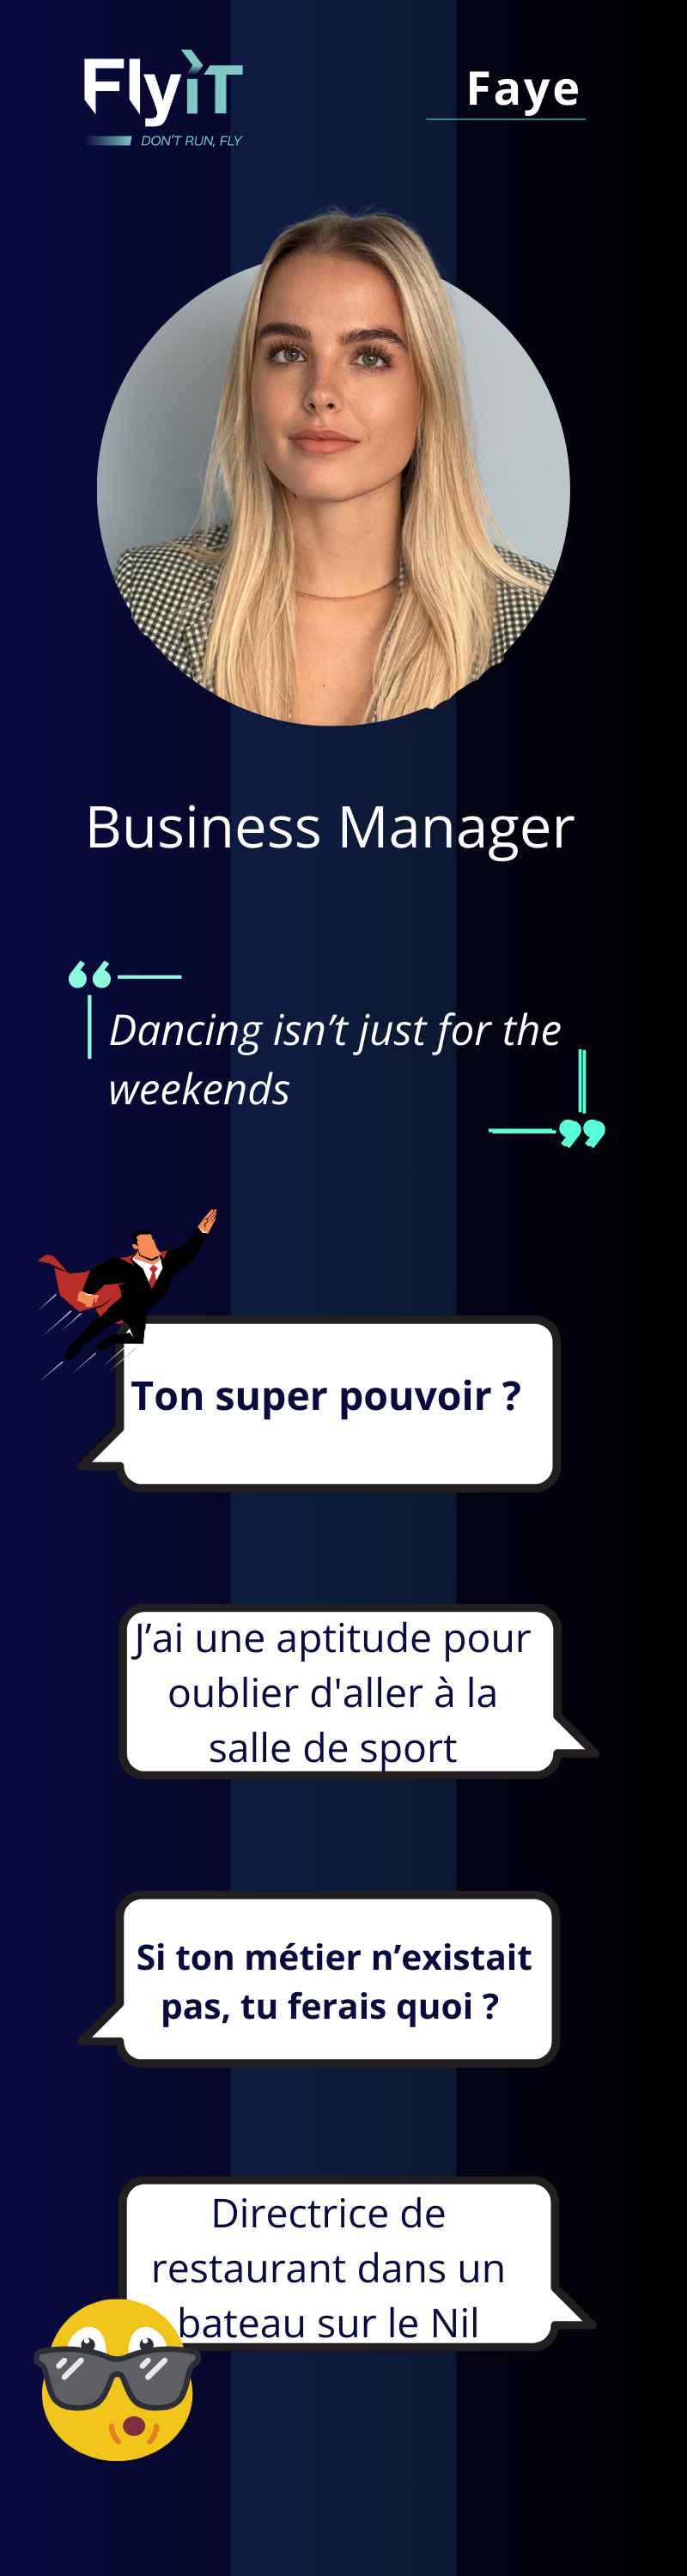 FlyiT
DON'T RUN, FLY
Faye
Business Manager
“
Dancing isn’t just for the
weekends
”
Ton super pouvoir ?
J’ai une aptitude pour
oublier d'aller à la
salle de sport
Si ton métier n’existait
pas, tu ferais quoi ?
Directrice de
restaurant dans un
bateau sur le Nil